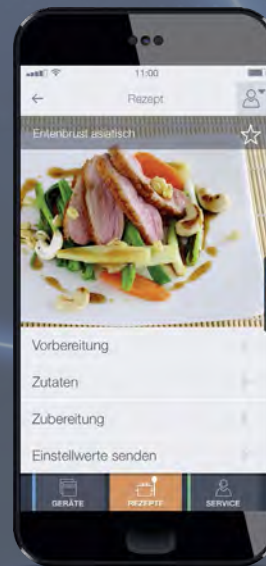 11:00
Rezept
Entenbrust asiatisch
Vorbereitung
Zutaten
Zubereitung
Einstellwerte senden
GERÄTE REZEPTE SERVICE